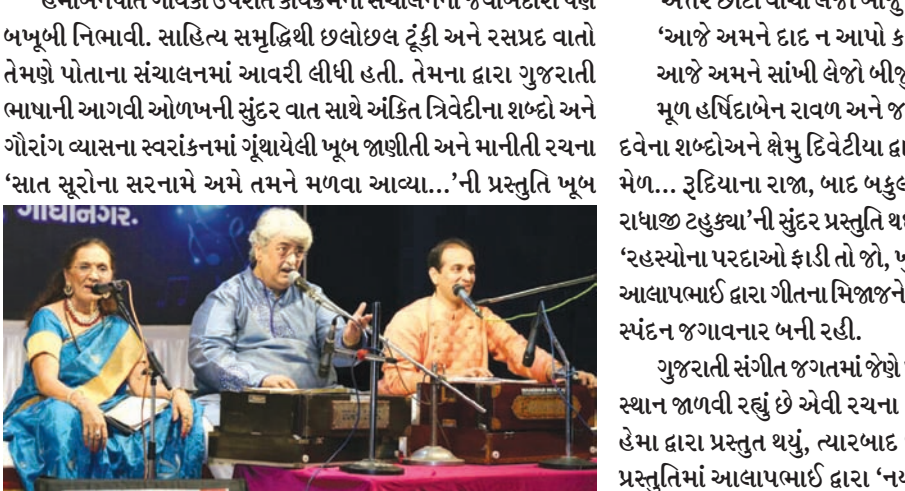 બખૂબી નિભાવી. સાહિત્ય સમૃદ્ધિથી છલોછલ ટૂંકી અને રસપ્રદ વાતો
તેમણે પોતાના સંચાલનમાં આવરી લીધી હતી. તેમના દ્વારા ગુજરાતી
ભાષાની આગવી ઓળખની સુંદર વાત સાથે અંકિત ત્રિવેદીના શબ્દો અને
ગૌરાંગ વ્યાસના સ્વરાંકનમાં ગૂંથાયેલી ખૂબ જાણીતી અને માનીતી રચના
‘સાત સૂરોના સરનામે અમે તમને મળવા આવ્યા...’ની પ્રસ્તુતિ ખૂબ
ગાંધીનગર.
‘આજે અમને દાદ ન આપો
આજે અમને સાંખી લેજો
મૂળ હર્ષિદાબેન રાવળ અને
દવેના શબ્દોઅને ક્ષેમુ દિવેટીયા
મેળ... રૂદિયાના રાજા, બાદ
રાધાજી ટહુક્યા’ની સુંદર પ્રસ્તુતિ
‘રહસ્યોના પરદાઓ ફાડી તો જો,
આલાપભાઈ દ્વારા ગીતના મિજાજને
સ્પંદન જગાવનાર બની રહી.
ગુજરાતી સંગીત જગતમાં જેણે
સ્થાન જાળવી રહ્યું છે એવી રચના
હેમા દ્વારા પ્રસ્તુત થયું, ત્યારબાદ
પ્રસ્તુતિમાં આલાપભાઈ દ્વારા